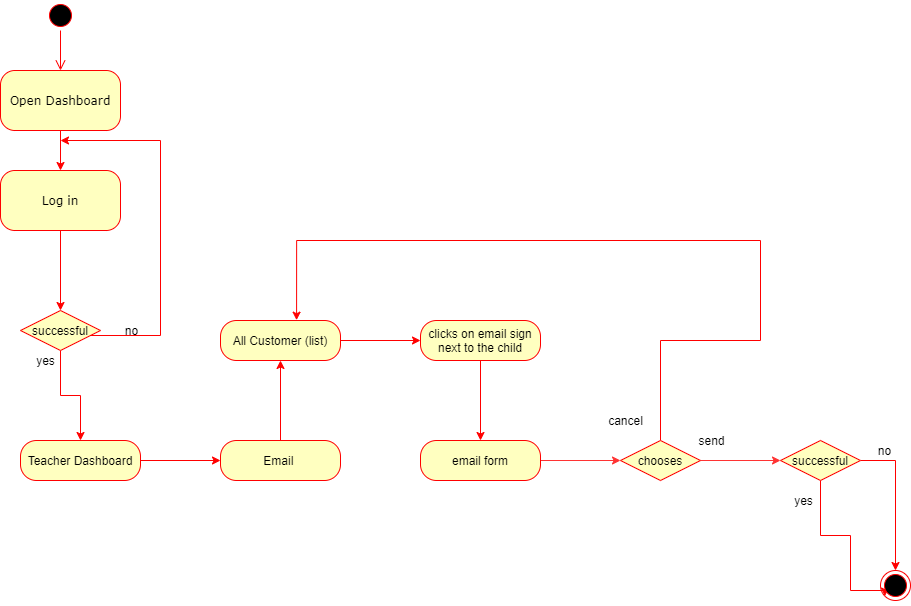 Open Dashboard
Log in
successful
no
yes
Teacher Dashboard
Email
All Customer (list)
clicks on email sign
next to the child
email form
cancel
chooses
send
successful
no
yes